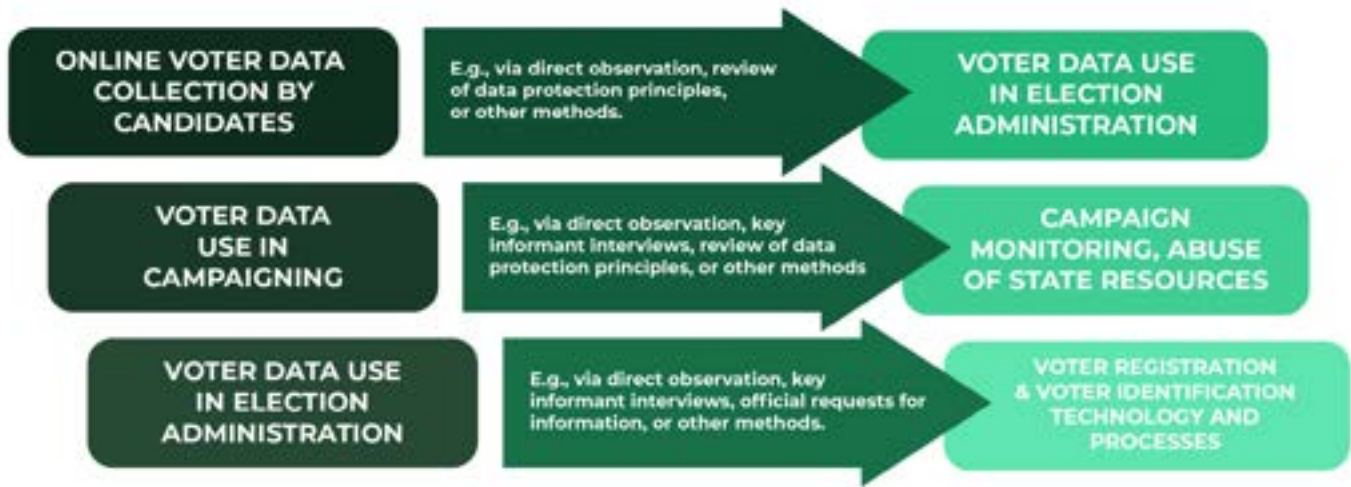 ONLINE VOTER DATA
COLLECTION BY
CANDIDATES
E.g., via direct observation, review
of data protection principles,
or other methods.
VOTER DATA USE
IN ELECTION
ADMINISTRATION
VOTER DATA
USE IN
CAMPAIGNING
E.g., via direct observation, key
informant interviews, review of data
protection principles, or other methods
CAMPAIGN
MONITORING, ABUSE
OF STATE RESOURCES
VOTER DATA USE
IN ELECTION
ADMINISTRATION
E.g., via direct observation, key
informant interviews, official requests for
information, or other methods.
VOTER REGISTRATION
& VOTER IDENTIFICATION
TECHNOLOGY AND
PROCESSES